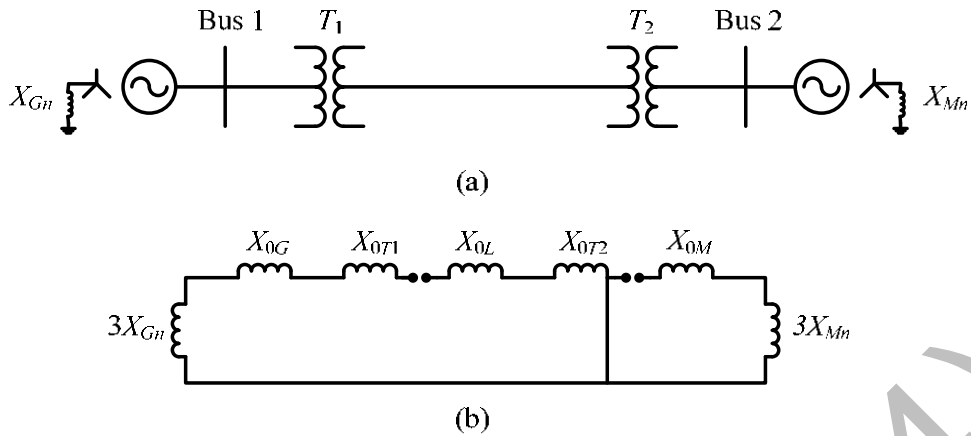 Bus 1 T1 T2 Bus 2
XGn XMn
(a)
X0G X0T1 X0L X0T2 X0M
3XGn 3XMn
(b)